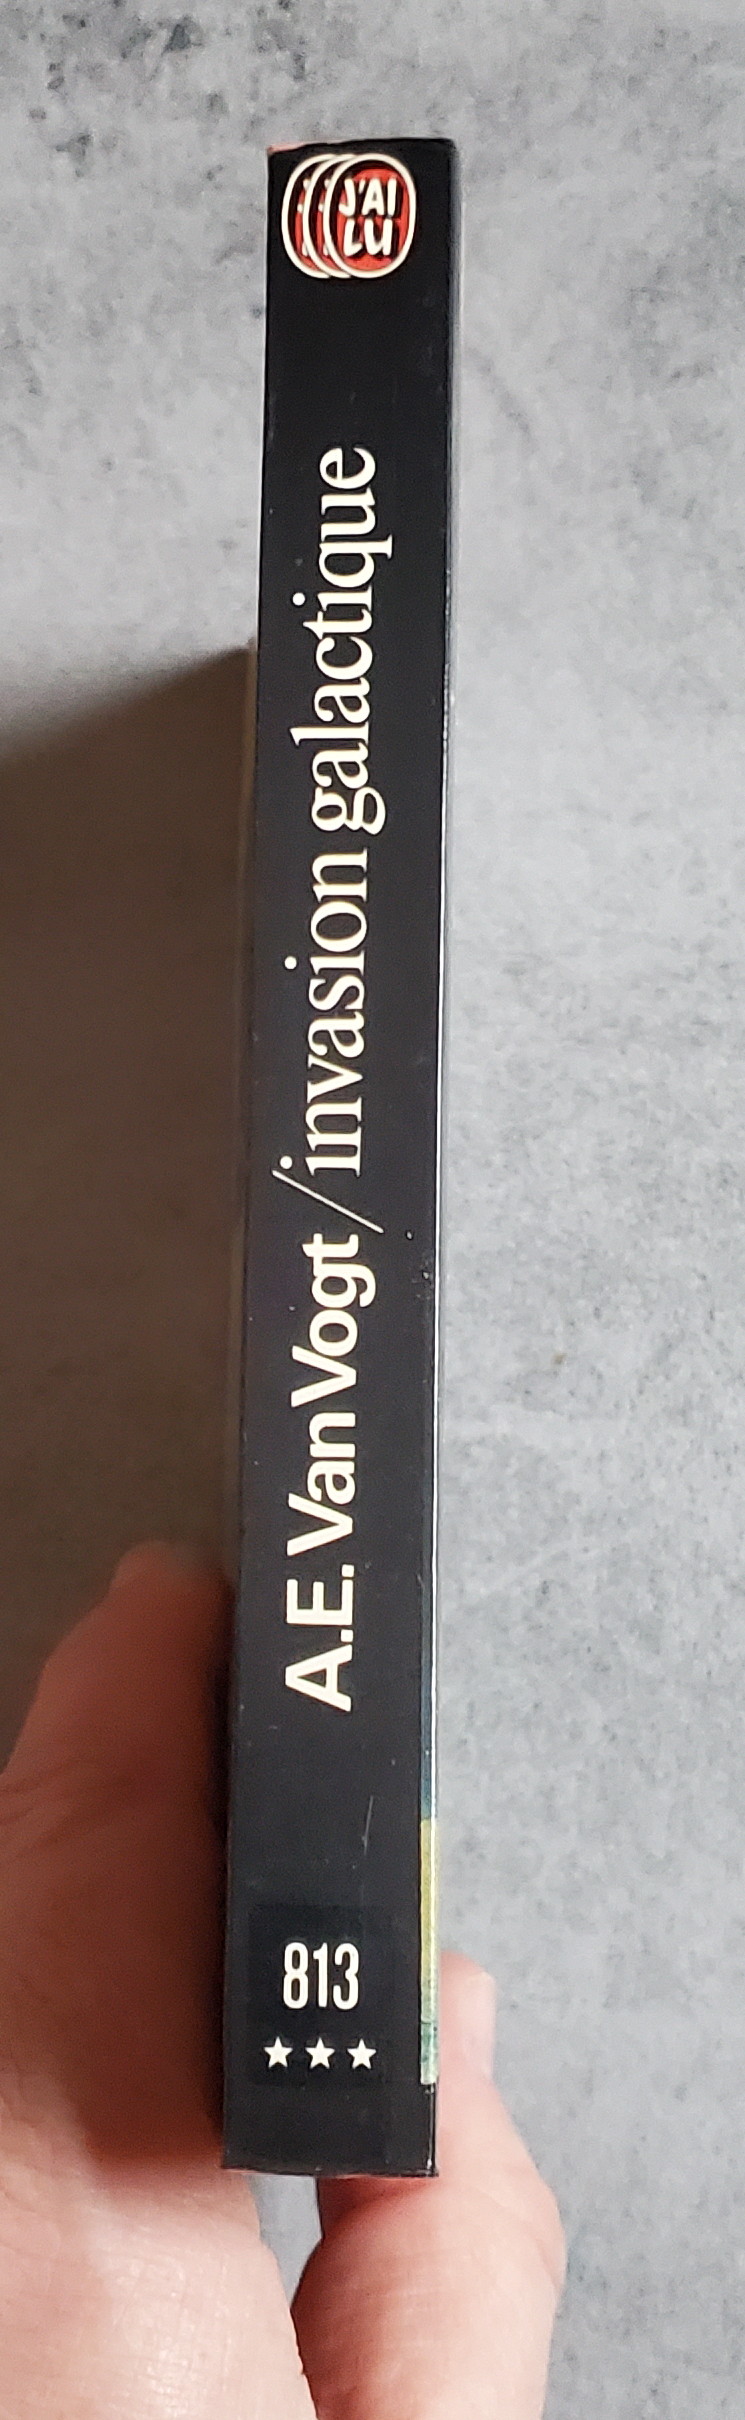 J'AI
LU
A.E. Van Vogt / invasion galactique
813
★★★